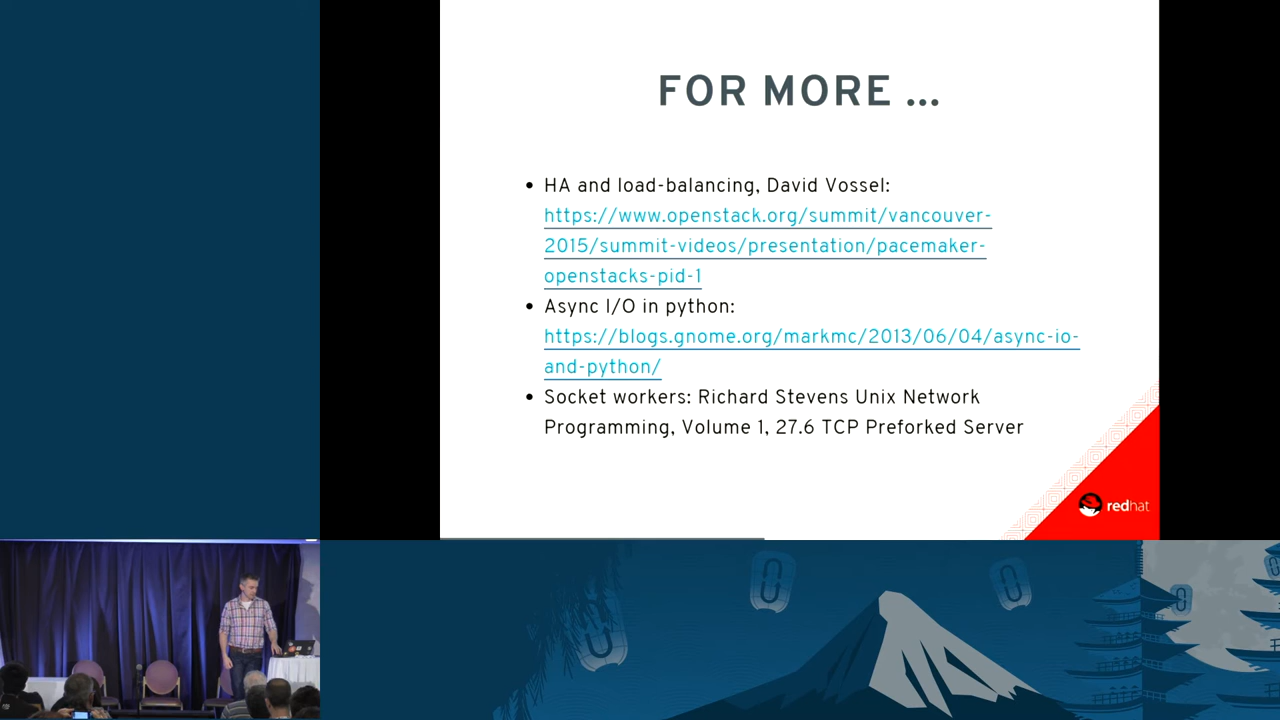 FOR MORE ...
• HA and load-balancing, David Vossel:
https://www.openstack.org/summit/vancouver-
2015/summit-videos/presentation/pacemaker-
openstacks-pid-1
• Async I/O in python:
https://blogs.gnome.org/markmc/2013/06/04/async-io-
and-python/
• Socket workers: Richard Stevens Unix Network
Programming, Volume 1, 27.6 TCP Preforked Server
redhat